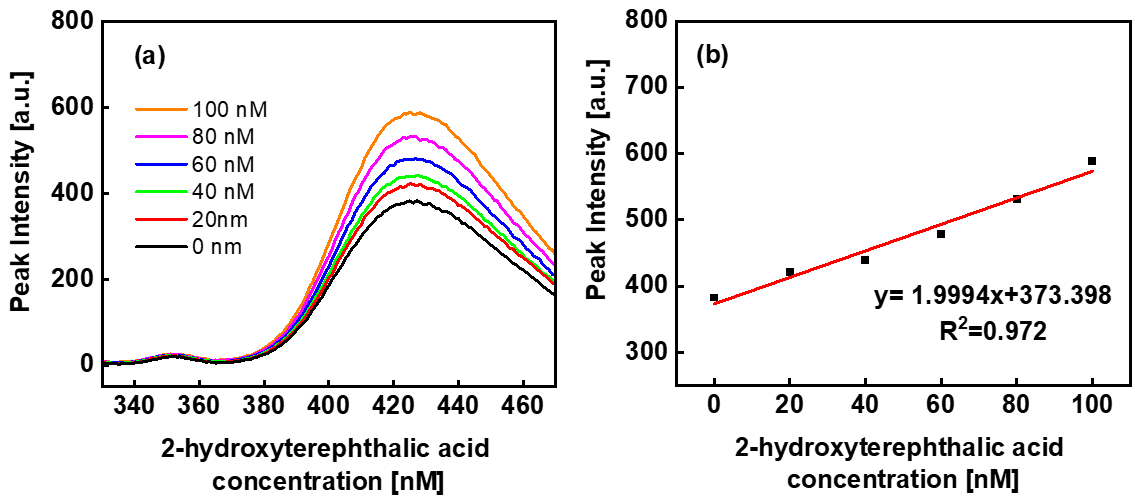 (a)
Peak Intensity [a.u.]
800
600
400
200
0
100 nM
80 nM
60 nM
40 nM
20nm
0 nm
340 360 380 400 420 440 460
2-hydroxyterephthalic acid
concentration [nM]
(b)
Peak Intensity [a.u.]
800
700
600
500
400
300
y= 1.9994x+373.398
R²=0.972
0 20 40 60 80 100
2-hydroxyterephthalic acid
concentration [nM]